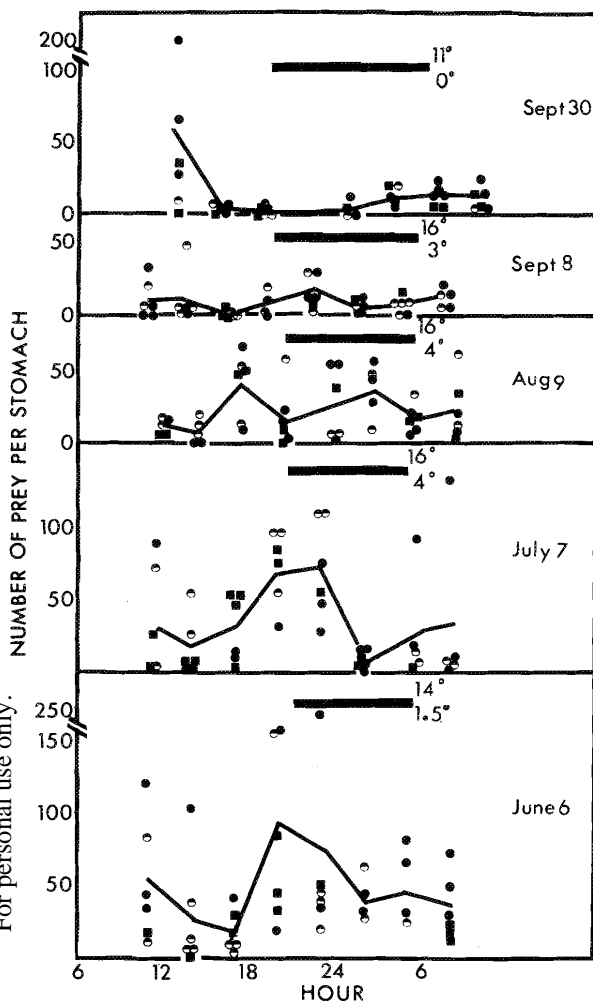 200
100
50
0
11°
0°
Sept 30
50
0
16°
3°
Sept 8
50
0
16°
4°
Aug 9
100
50
16°
4°
July 7
250
150
100
50
14°
1.5°
June 6
6 12 18 24 6
HOUR
NUMBER OF PREY PER STOMACH
For personal use only.